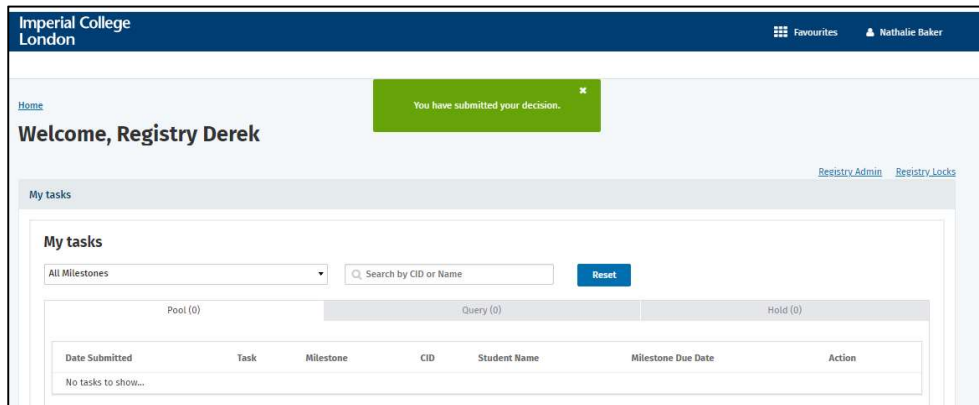 Imperial College
London
Favourites Nathalie Baker
You have submitted your decision.
Home
Welcome, Registry Derek
Registry Admin Registry Locks
My tasks
My tasks
All Milestones Search by CID or Name Reset
Pool (0) Query (0) Hold (0)
Date Submitted Task Milestone CID Student Name Milestone Due Date Action
No tasks to show...